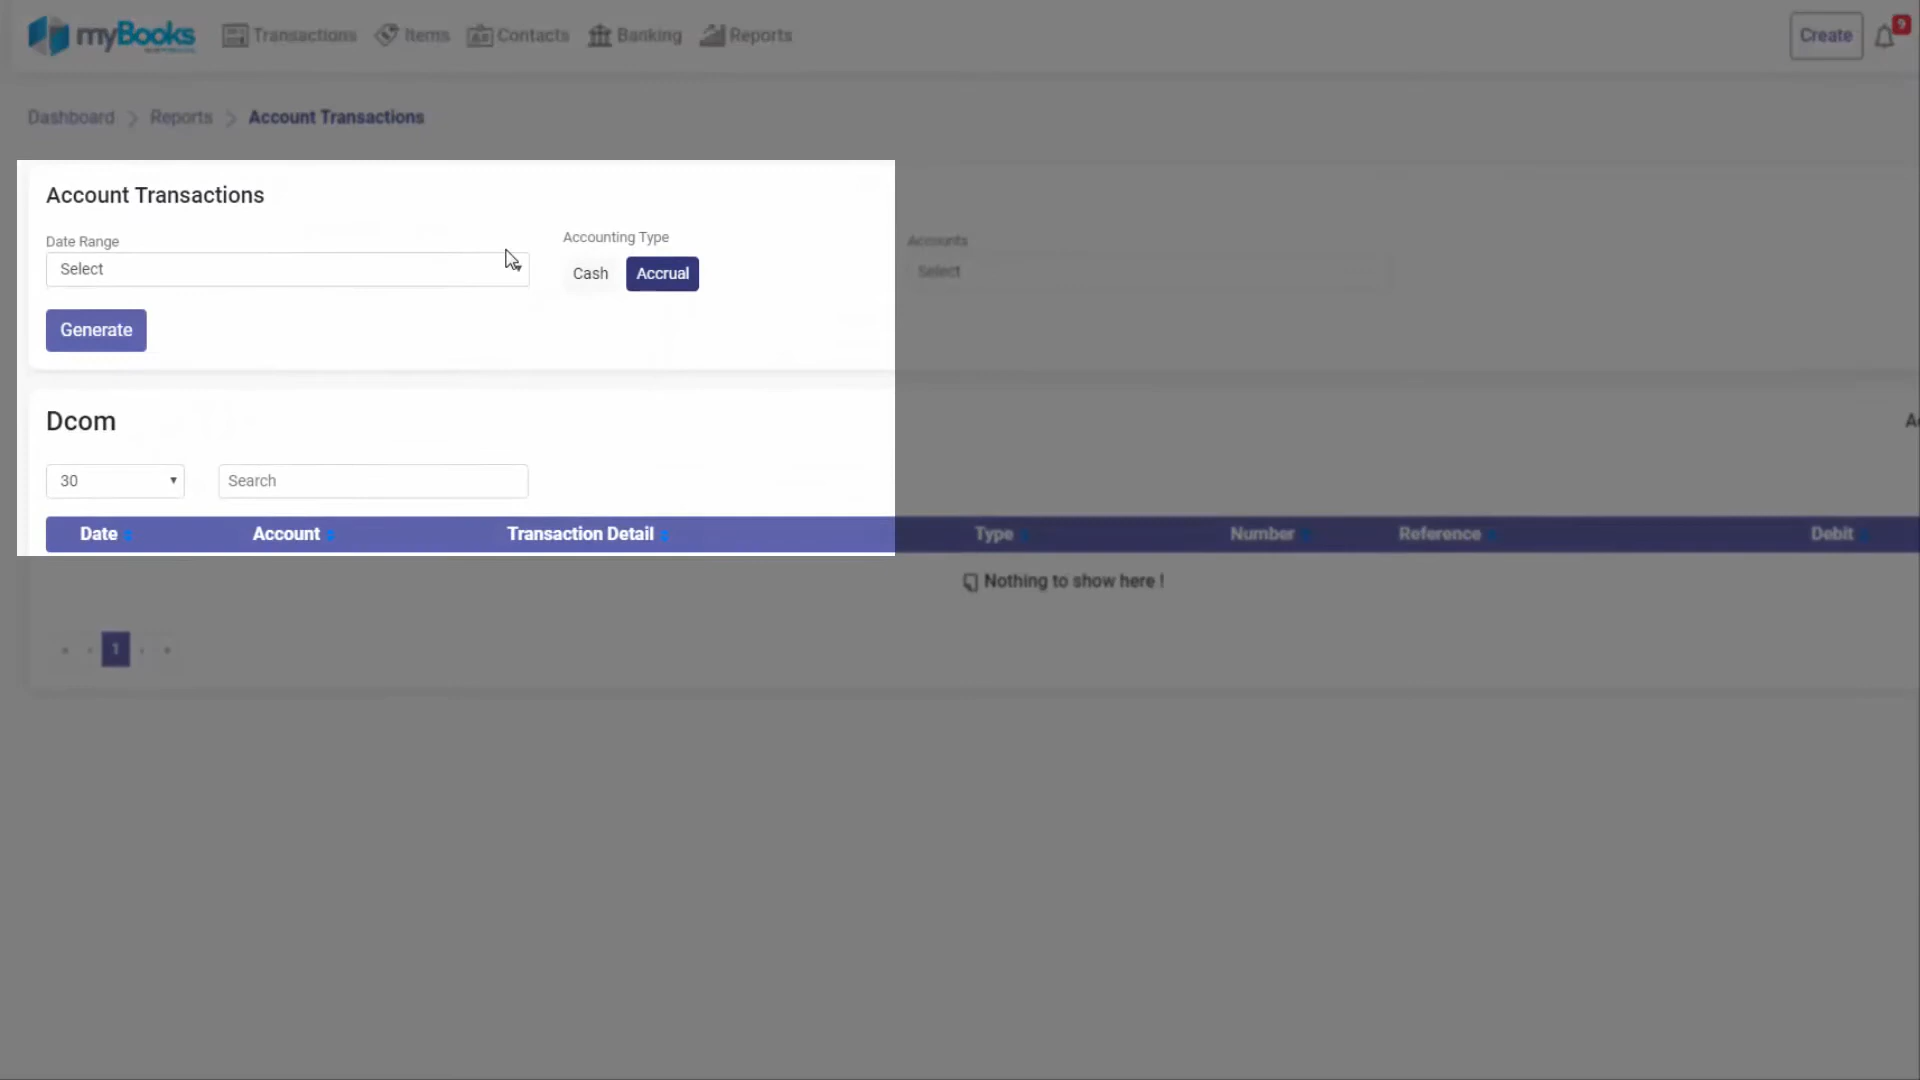 myBooks Transactions Items Contacts Banking Reports Create 9
Dashboard > Reports > Account Transactions
Account Transactions
Date Range Accounting Type Accounts
Select Cash Accrual Select
Generate
Dcom
30 Search
Date Account Transaction Detail Type Number Reference Debit
Nothing to show here !
« ‹ 1 › »